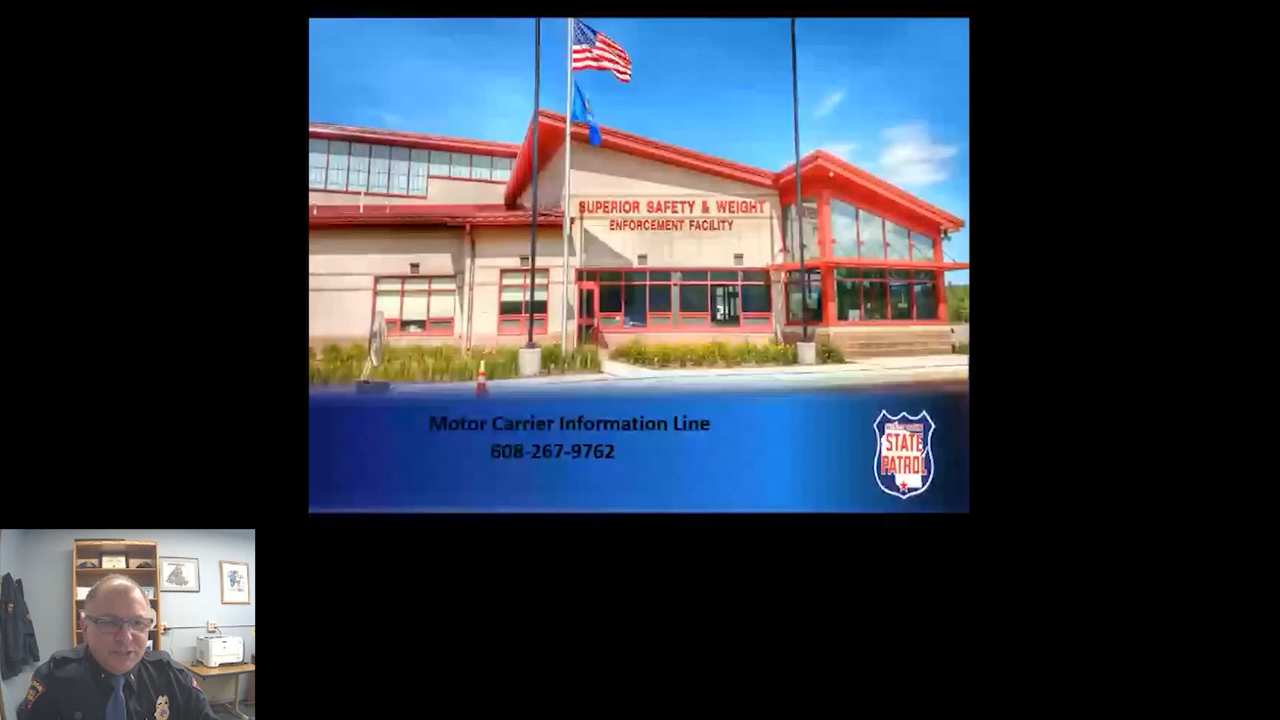 SUPERIOR SAFETY & WEIGHT
ENFORCEMENT FACILITY
Motor Carrier Information Line
608-267-9762
STATE
PATROL